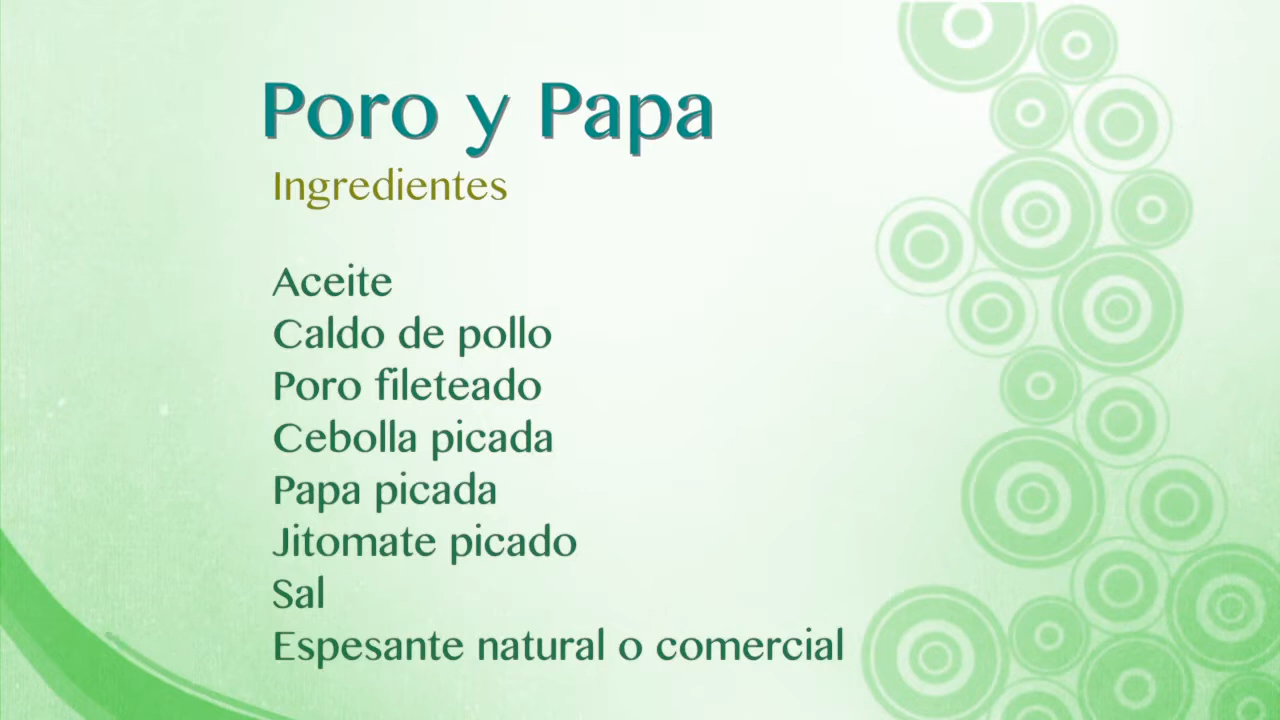 Poro y Papa
Ingredientes
Aceite
Caldo de pollo
Poro fileteado
Cebolla picada
Papa picada
Jitomate picado
Sal
Espesante natural o comercial